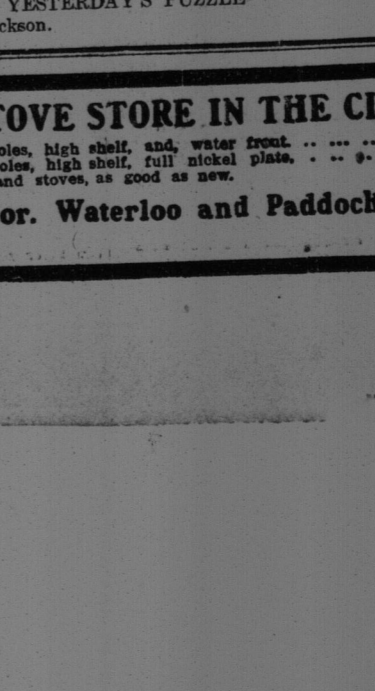 YESTERDAY'S PUZZLE
ckson.
TOVE STORE IN THE CI
oles, high shelf, and, water front. .. ... ..
oles, high shelf, full nickel plate, . .. .
and stoves, as good as new.
or. Waterloo and Paddock